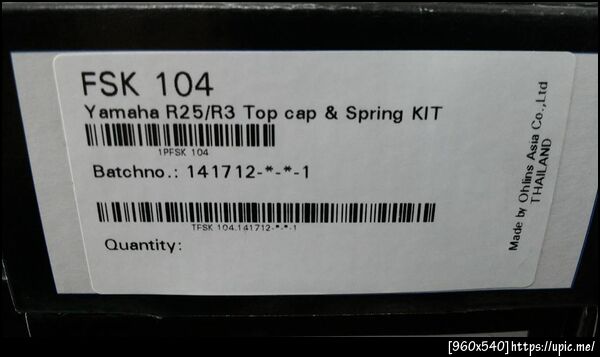 FSK 104
Yamaha R25/R3 Top cap & Spring KIT
1PFSK 104
Batchno.: 141712-*-*-1
TFSK 104.141712-*-*-1
Quantity:
Made by Ohlins Asia Co.,Ltd
THAILAND
[960x540]https://upic.me/